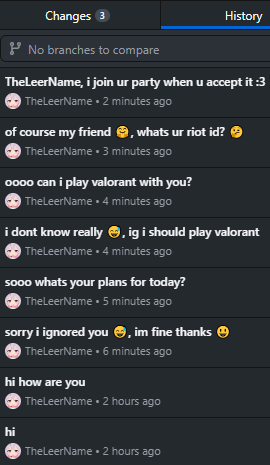 Changes 3 History
No branches to compare
TheLeerName, i join ur party when u accept it :3
TheLeerName • 2 minutes ago
of course my friend 🤗, whats ur riot id? 🤔
TheLeerName • 3 minutes ago
oooo can i play valorant with you?
TheLeerName • 4 minutes ago
i dont know really 😅, ig i should play valorant
TheLeerName • 4 minutes ago
sooo whats your plans for today?
TheLeerName • 5 minutes ago
sorry i ignored you 😅, im fine thanks 😃
TheLeerName • 6 minutes ago
hi how are you
TheLeerName • 2 hours ago
hi
TheLeerName • 2 hours ago